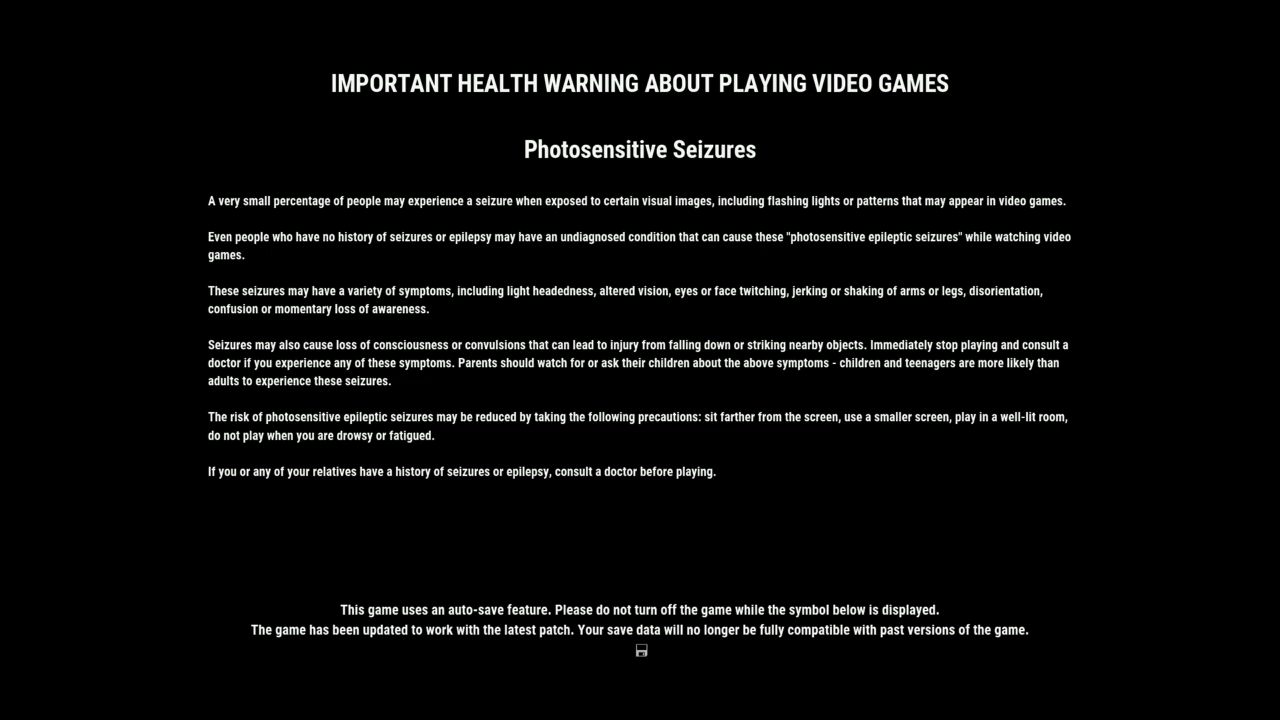 IMPORTANT HEALTH WARNING ABOUT PLAYING VIDEO GAMES
Photosensitive Seizures
A very small percentage of people may experience a seizure when exposed to certain visual images, including flashing lights or patterns that may appear in video games.
Even people who have no history of seizures or epilepsy may have an undiagnosed condition that can cause these "photosensitive epileptic seizures" while watching video
games.
These seizures may have a variety of symptoms, including light headedness, altered vision, eyes or face twitching, jerking or shaking of arms or legs, disorientation,
confusion or momentary loss of awareness.
Seizures may also cause loss of consciousness or convulsions that can lead to injury from falling down or striking nearby objects. Immediately stop playing and consult a
doctor if you experience any of these symptoms. Parents should watch for or ask their children about the above symptoms - children and teenagers are more likely than
adults to experience these seizures.
The risk of photosensitive epileptic seizures may be reduced by taking the following precautions: sit farther from the screen, use a smaller screen, play in a well-lit room,
do not play when you are drowsy or fatigued.
If you or any of your relatives have a history of seizures or epilepsy, consult a doctor before playing.
This game uses an auto-save feature. Please do not turn off the game while the symbol below is displayed.
The game has been updated to work with the latest patch. Your save data will no longer be fully compatible with past versions of the game.